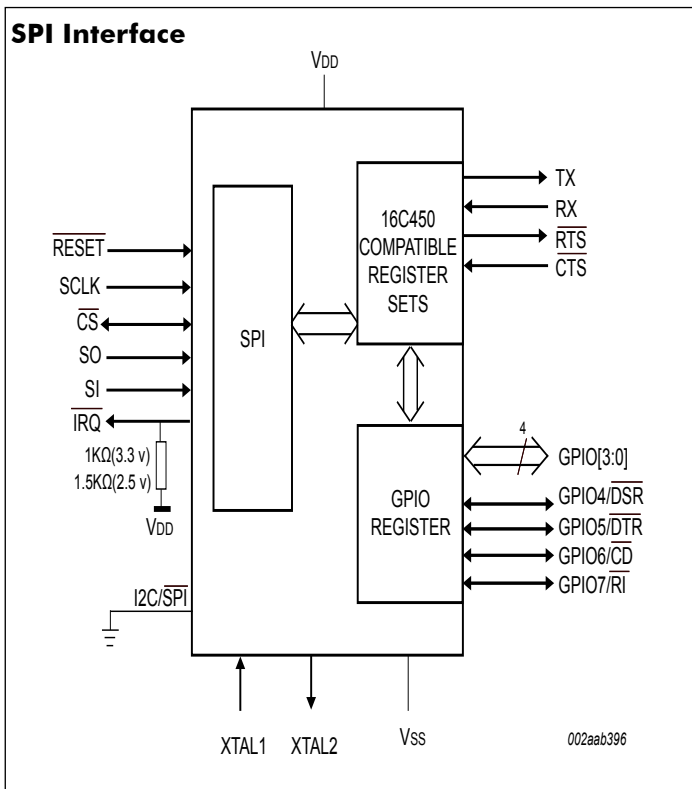 SPI Interface
VDD
RESET
SCLK
CS
SO
SI
IRQ
1KΩ(3.3 v)
1.5KΩ(2.5 v)
VDD
I2C/SPI
SPI
16C450
COMPATIBLE
REGISTER
SETS
TX
RX
RTS
CTS
GPIO
REGISTER
4
GPIO[3:0]
GPIO4/DSR
GPIO5/DTR
GPIO6/CD
GPIO7/RI
XTAL1
XTAL2
VSS
002aab396